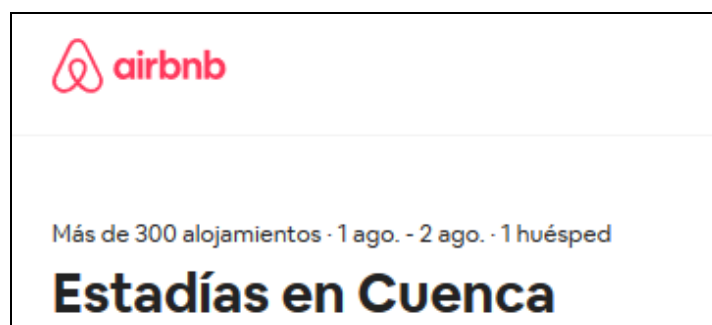 airbnb
Más de 300 alojamientos · 1 ago. - 2 ago. · 1 huésped
Estadías en Cuenca